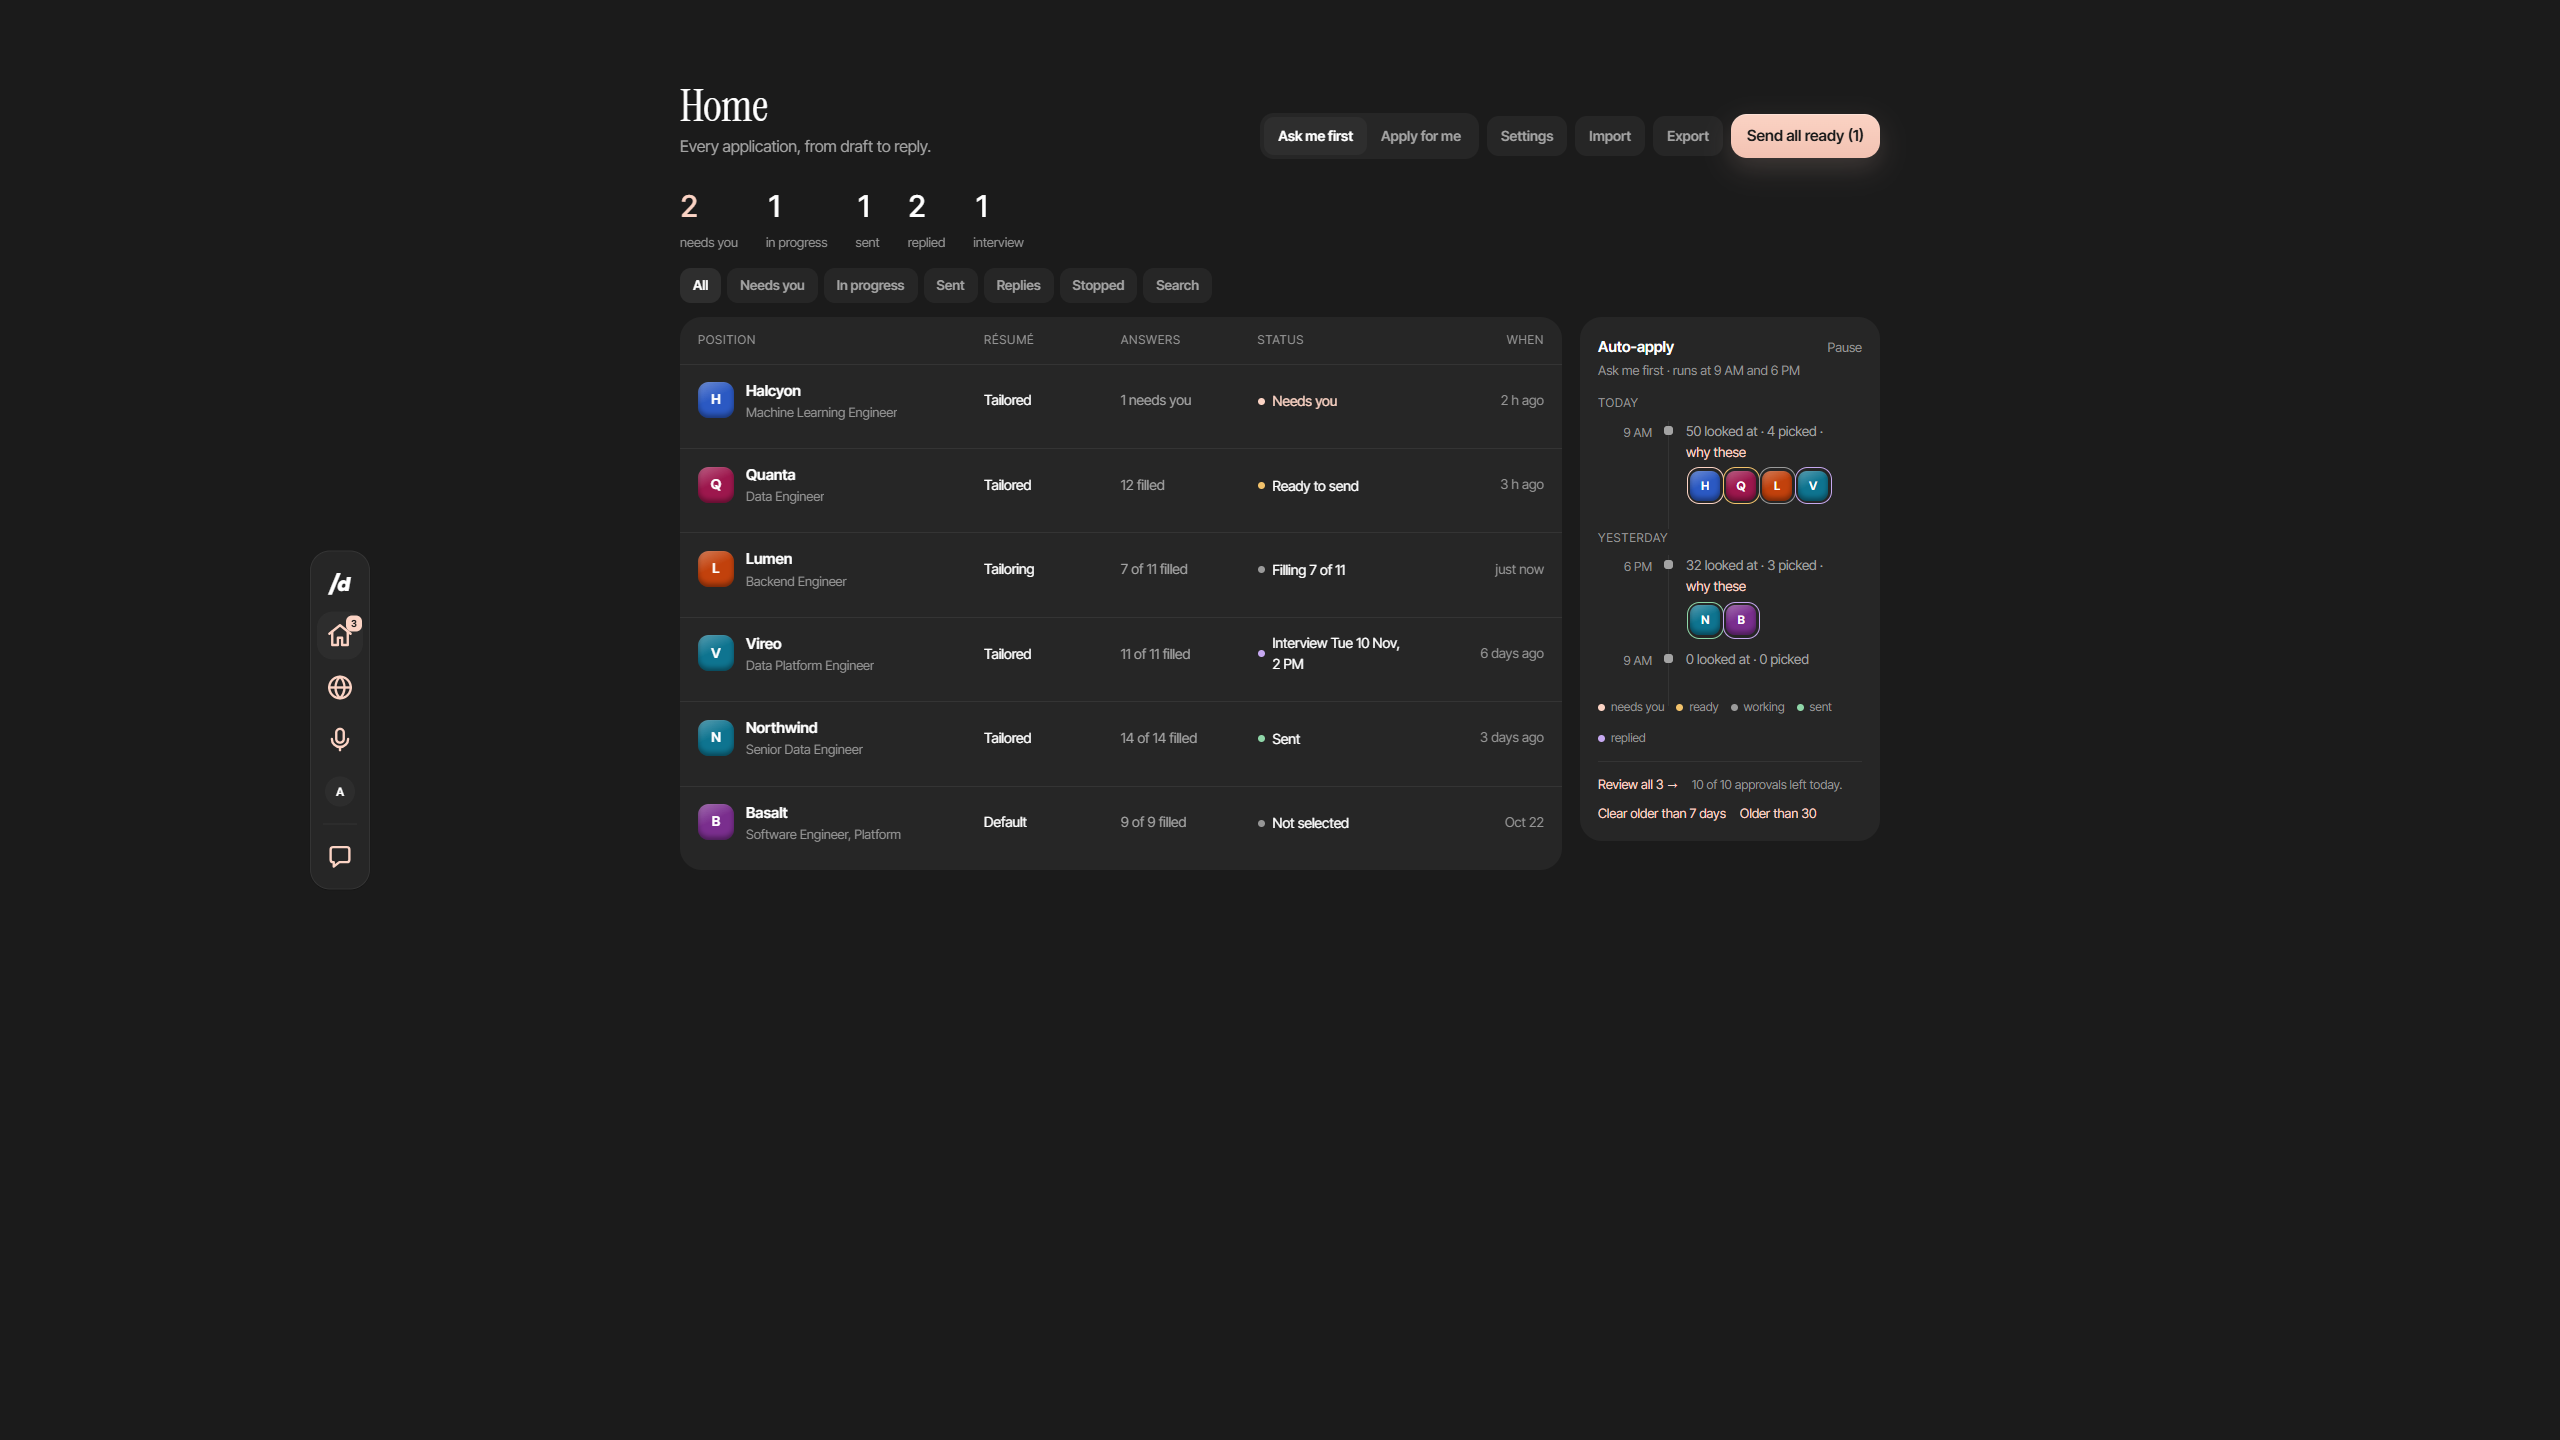 Home
Every application, from draft to reply.
Ask me first
Apply for me
Settings
Import
Export
Send all ready (1)
2
needs you
1
in progress
1
sent
2
replied
1
interview
All
Needs you
In progress
Sent
Replies
Stopped
Search
POSITION
RÉSUMÉ
ANSWERS
STATUS
WHEN
H
Halcyon
Machine Learning Engineer
Tailored
1 needs you
Needs you
2 h ago
Q
Quanta
Data Engineer
Tailored
12 filled
Ready to send
3 h ago
L
Lumen
Backend Engineer
Tailoring
7 of 11 filled
Filling 7 of 11
just now
V
Vireo
Data Platform Engineer
Tailored
11 of 11 filled
Interview Tue 10 Nov,
2 PM
6 days ago
N
Northwind
Senior Data Engineer
Tailored
14 of 14 filled
Sent
3 days ago
B
Basalt
Software Engineer, Platform
Default
9 of 9 filled
Not selected
Oct 22
Auto-apply
Pause
Ask me first · runs at 9 AM and 6 PM
TODAY
9 AM
50 looked at · 4 picked ·
why these
H Q L V
YESTERDAY
6 PM
32 looked at · 3 picked ·
why these
N B
9 AM
0 looked at · 0 picked
needs you
ready
working
sent
replied
Review all 3 →
10 of 10 approvals left today.
Clear older than 7 days
Older than 30
/d
3
A